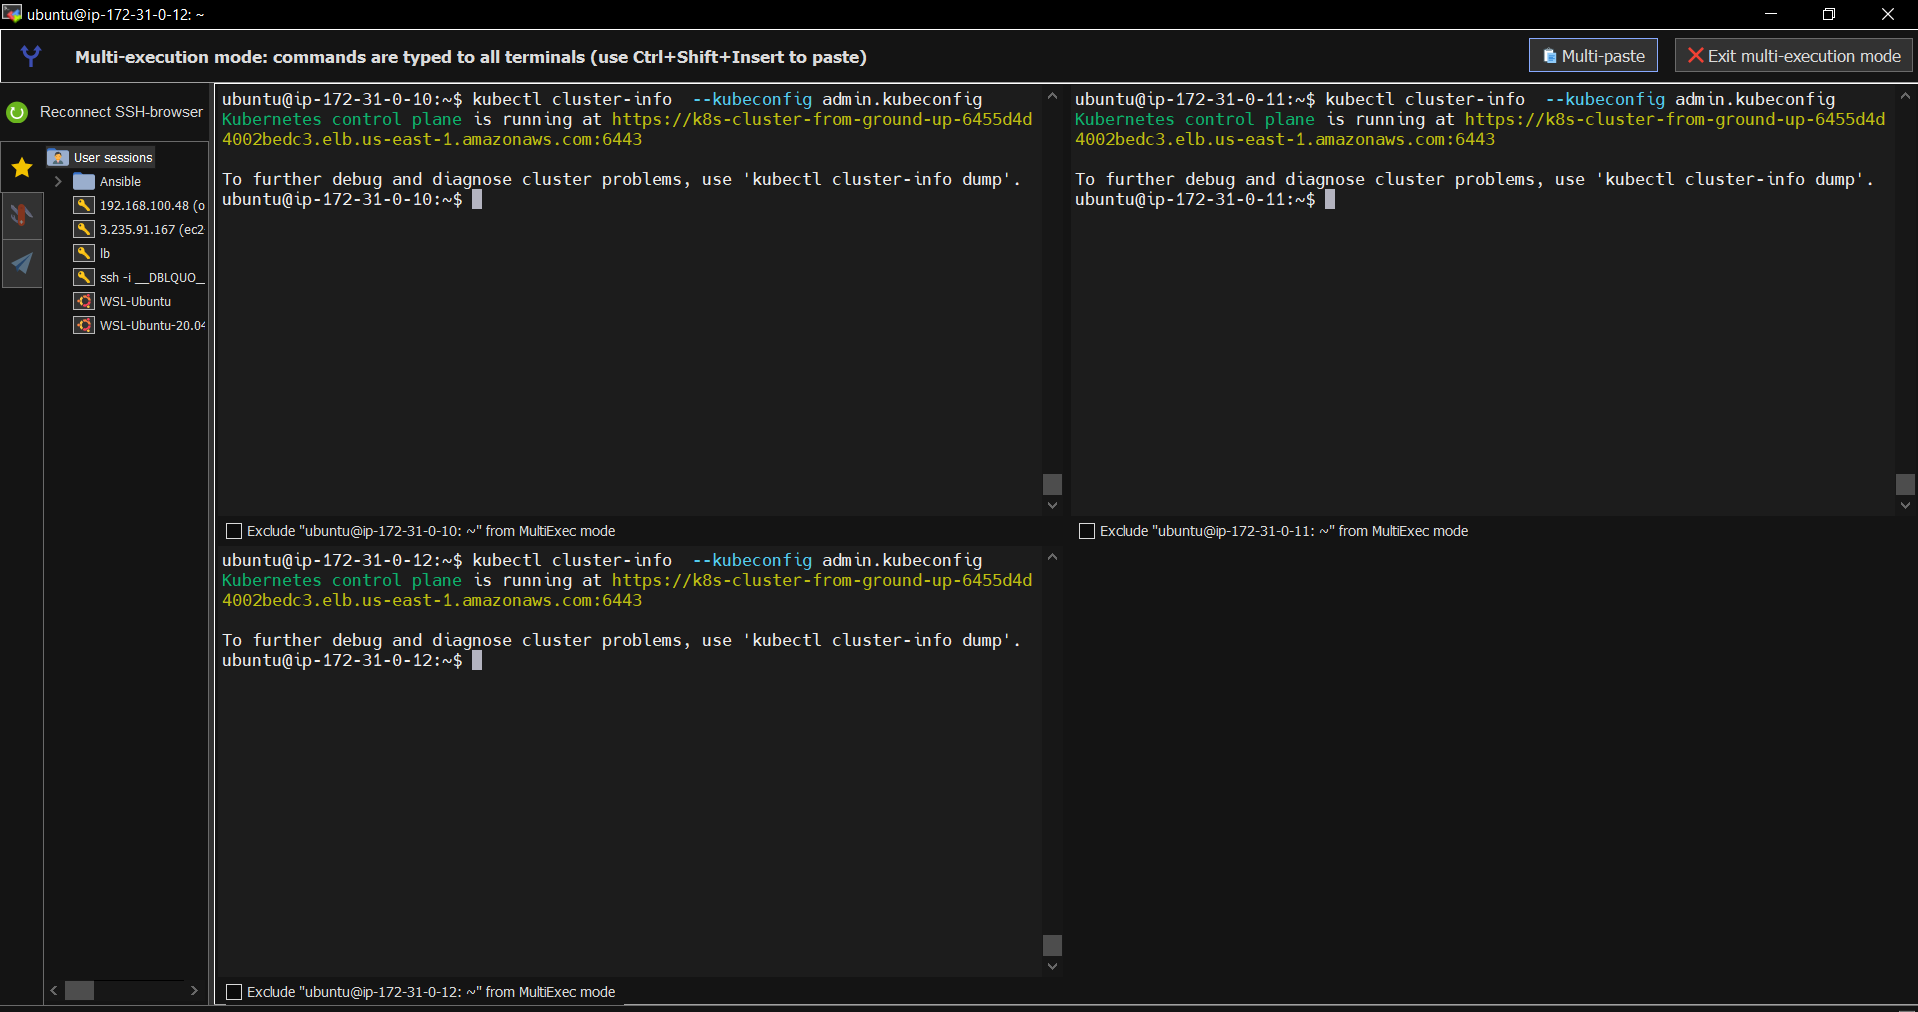 ubuntu@ip-172-31-0-12: ~
Multi-execution mode: commands are typed to all terminals (use Ctrl+Shift+Insert to paste)
Multi-paste
Exit multi-execution mode
Reconnect SSH-browser
User sessions
Ansible
192.168.100.48 (o
3.235.91.167 (ec2
lb
ssh -i __DBLQUO__
WSL-Ubuntu
WSL-Ubuntu-20.04
ubuntu@ip-172-31-0-10:~$ kubectl cluster-info  --kubeconfig admin.kubeconfig
Kubernetes control plane is running at https://k8s-cluster-from-ground-up-6455d4d
4002bedc3.elb.us-east-1.amazonaws.com:6443
To further debug and diagnose cluster problems, use 'kubectl cluster-info dump'.
ubuntu@ip-172-31-0-10:~$
Exclude "ubuntu@ip-172-31-0-10: ~" from MultiExec mode
ubuntu@ip-172-31-0-11:~$ kubectl cluster-info  --kubeconfig admin.kubeconfig
Kubernetes control plane is running at https://k8s-cluster-from-ground-up-6455d4d
4002bedc3.elb.us-east-1.amazonaws.com:6443
To further debug and diagnose cluster problems, use 'kubectl cluster-info dump'.
ubuntu@ip-172-31-0-11:~$
Exclude "ubuntu@ip-172-31-0-11: ~" from MultiExec mode
ubuntu@ip-172-31-0-12:~$ kubectl cluster-info  --kubeconfig admin.kubeconfig
Kubernetes control plane is running at https://k8s-cluster-from-ground-up-6455d4d
4002bedc3.elb.us-east-1.amazonaws.com:6443
To further debug and diagnose cluster problems, use 'kubectl cluster-info dump'.
ubuntu@ip-172-31-0-12:~$
Exclude "ubuntu@ip-172-31-0-12: ~" from MultiExec mode